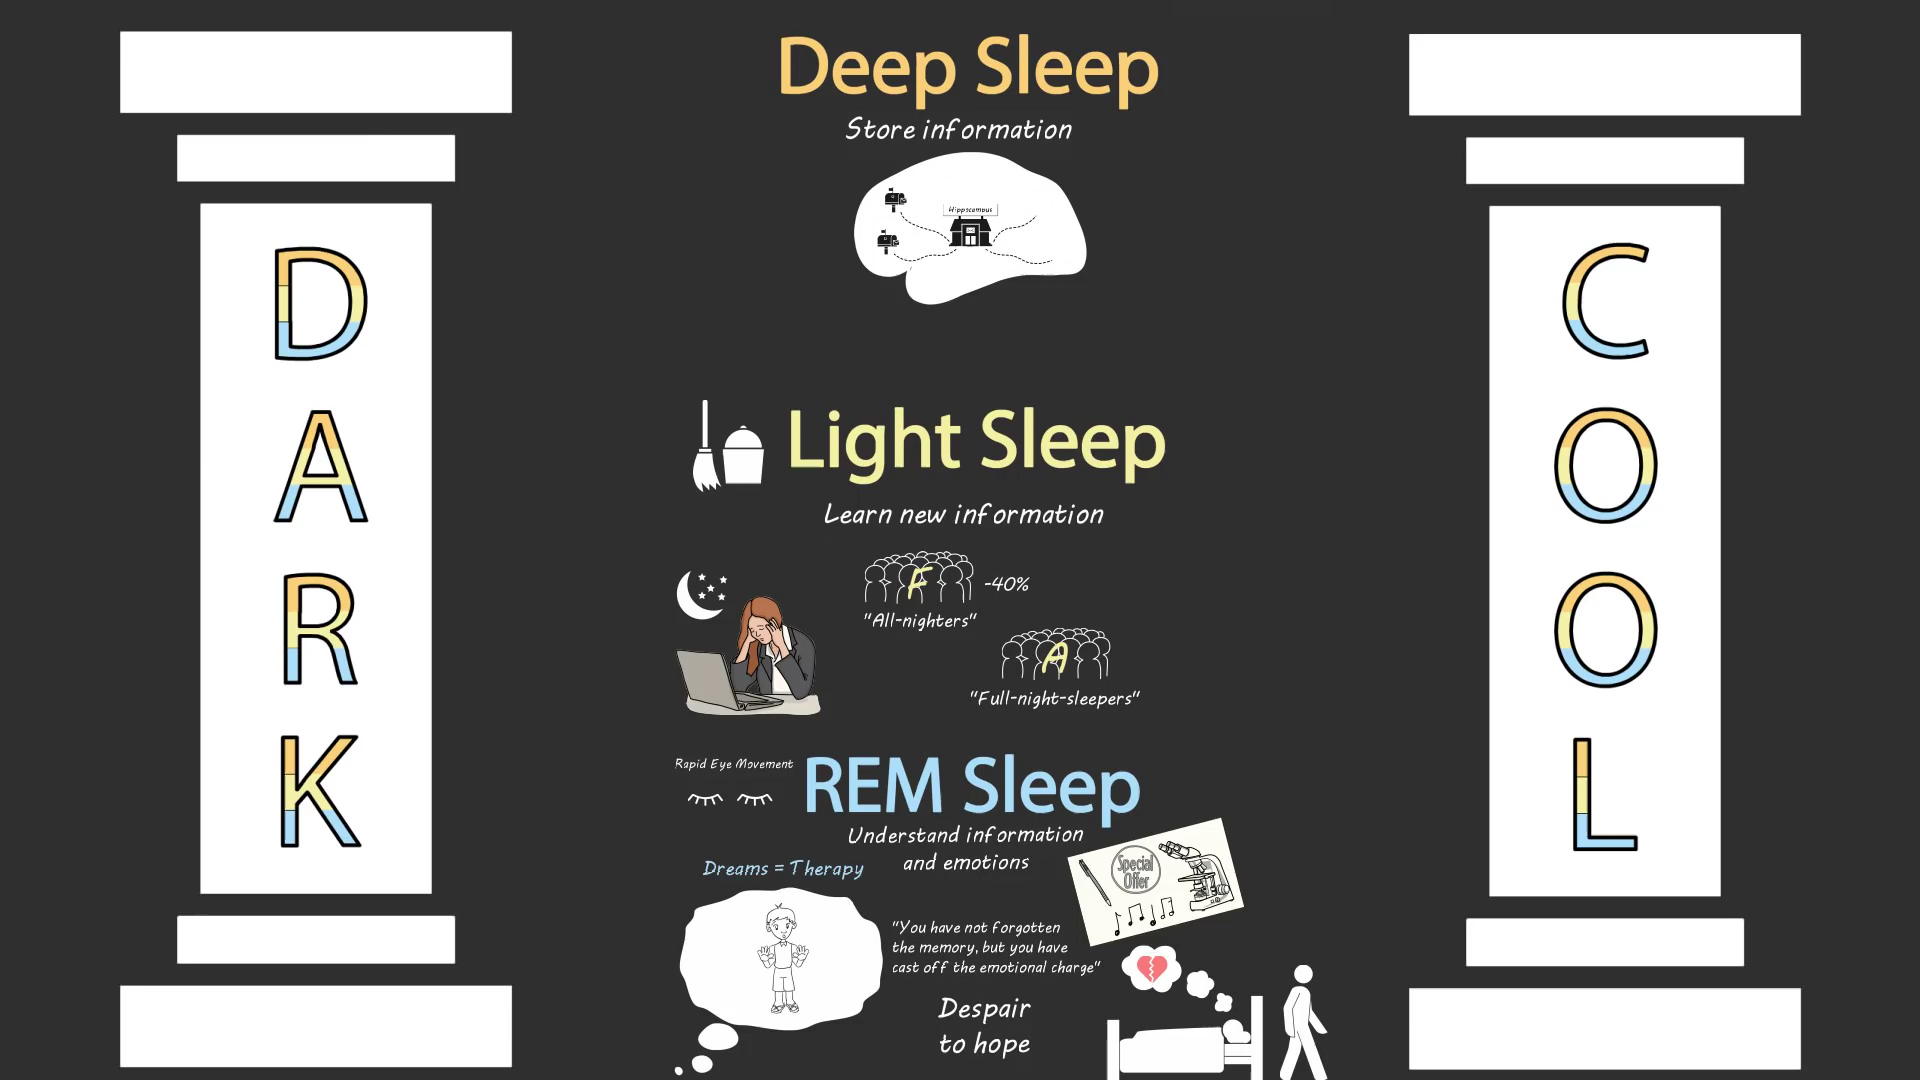 DARK
Deep Sleep
Store information
Hippocampus
Light Sleep
Learn new information
F
-40%
"All-nighters"
A
"Full-night-sleepers"
Rapid Eye Movement
REM Sleep
Understand information
and emotions
Dreams = Therapy
Special
Offer
"You have not forgotten
the memory, but you have
cast off the emotional charge"
Despair
to hope
COOL